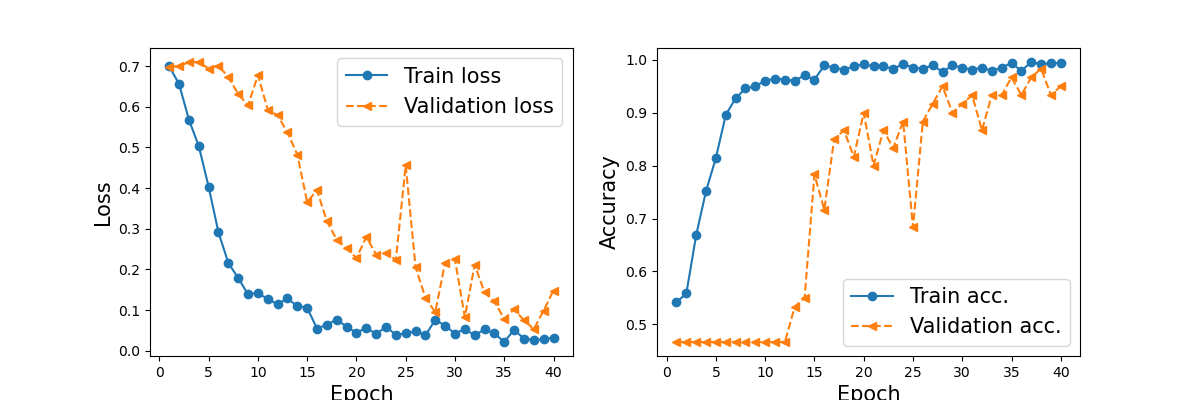 0.7
0.6
0.5
0.4
0.3
0.2
0.1
0.0
Loss
Train loss
Validation loss
0 5 10 15 20 25 30 35 40
Epoch
1.0
0.9
0.8
0.7
0.6
0.5
Accuracy
Train acc.
Validation acc.
0 5 10 15 20 25 30 35 40
Epoch